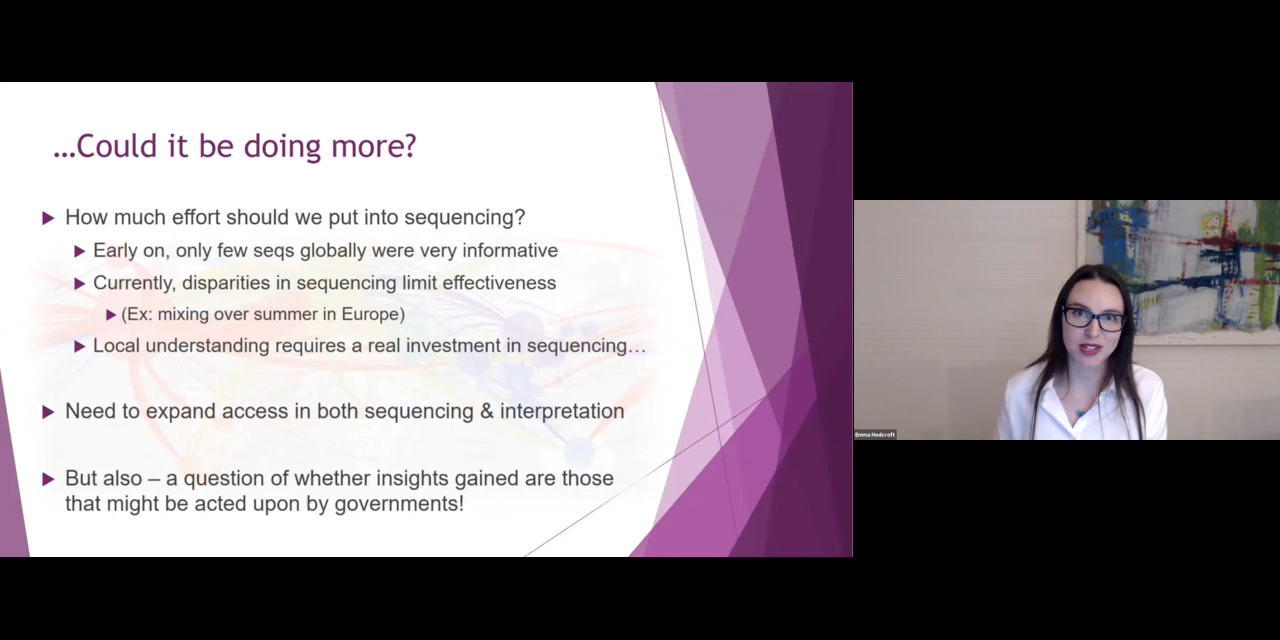 ...Could it be doing more?
How much effort should we put into sequencing?
Early on, only few seqs globally were very informative
Currently, disparities in sequencing limit effectiveness
(Ex: mixing over summer in Europe)
Local understanding requires a real investment in sequencing...
Need to expand access in both sequencing & interpretation
But also – a question of whether insights gained are those
that might be acted upon by governments!
Emma Hodcroft